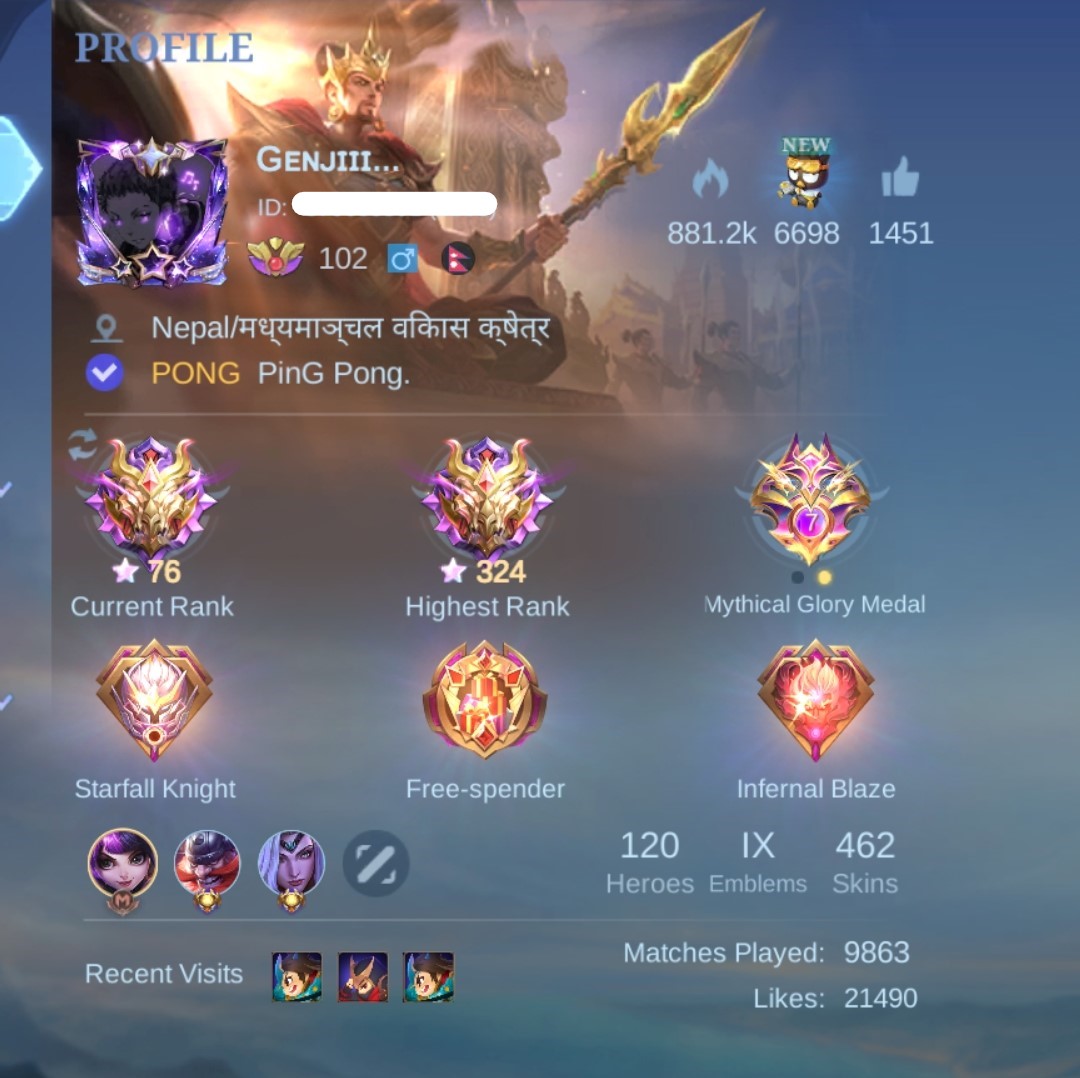 PROFILE
GENJIII...
ID:
102
NEW
881.2k 6698 1451
Nepal/मध्यमाञ्चल विकास क्षेत्र
PONG PinG Pong.
76
324
7
Current Rank
Highest Rank
Mythical Glory Medal
Starfall Knight
Free-spender
Infernal Blaze
M
120 IX 462
Heroes Emblems Skins
Recent Visits
Matches Played: 9863
Likes: 21490